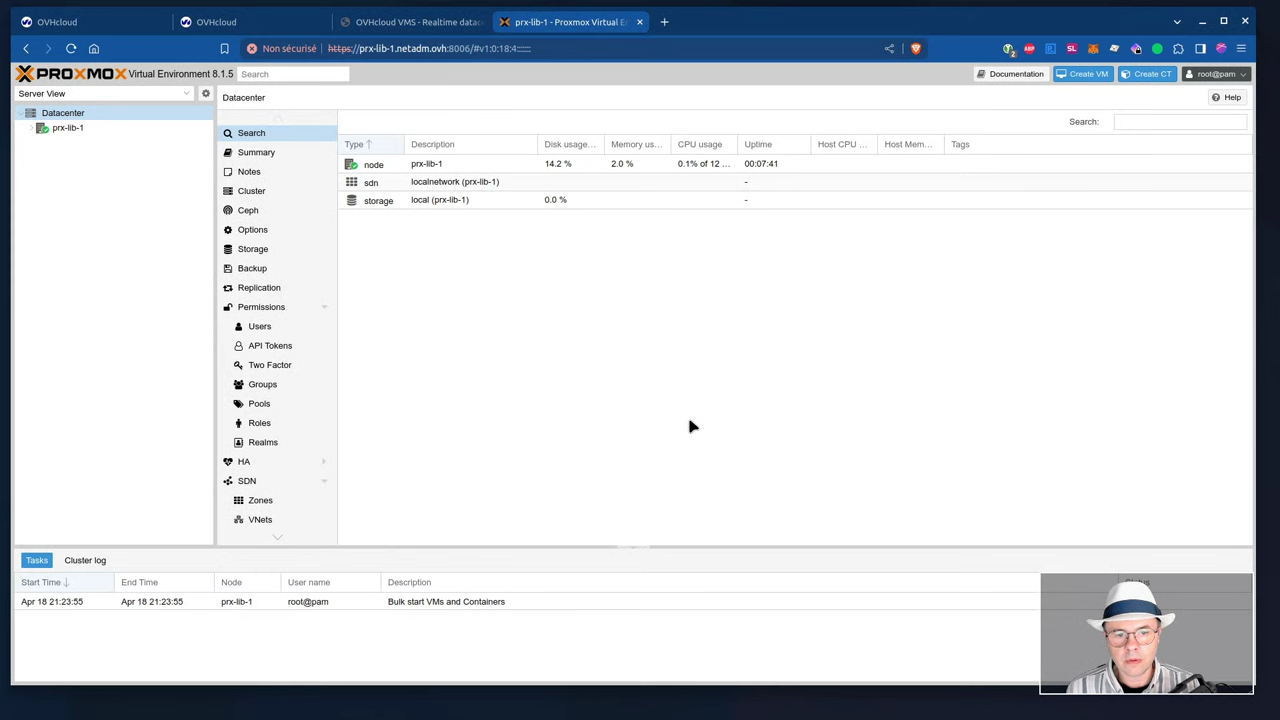 OVHcloud
OVHcloud
OVHcloud VMS - Realtime datac
prx-lib-1 - Proxmox Virtual E
Non sécurisé
https://prx-lib-1.netadm.ovh:8006/#v1:0:18:4:::::::
PROXMOX Virtual Environment 8.1.5
Search
Documentation
Create VM
Create CT
root@pam
Server View
Datacenter
prx-lib-1
Datacenter
Help
Search
Summary
Notes
Cluster
Ceph
Options
Storage
Backup
Replication
Permissions
Users
API Tokens
Two Factor
Groups
Pools
Roles
Realms
HA
SDN
Zones
VNets
Search:
Type Description Disk usage... Memory us... CPU usage Uptime Host CPU ... Host Mem... Tags
node prx-lib-1 14.2 % 2.0 % 0.1% of 12 ... 00:07:41
sdn localnetwork (prx-lib-1) -
storage local (prx-lib-1) 0.0 % -
Tasks Cluster log
Start Time End Time Node User name Description Status
Apr 18 21:23:55 Apr 18 21:23:55 prx-lib-1 root@pam Bulk start VMs and Containers